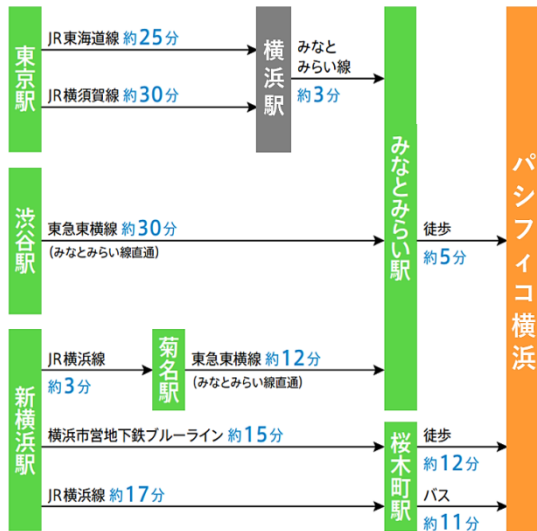 東京駅
JR東海道線 約25分
JR横須賀線 約30分
横浜駅
みなと
みらい線
約3分
渋谷駅
東急東横線 約30分
(みなとみらい線直通)
新横浜駅
JR横浜線
約3分
菊名駅
東急東横線 約12分
(みなとみらい線直通)
みなとみらい駅
徒歩
約5分
横浜市営地下鉄ブルーライン 約15分
JR横浜線 約17分
桜木町駅
徒歩
約12分
バス
約11分
パシフィコ横浜